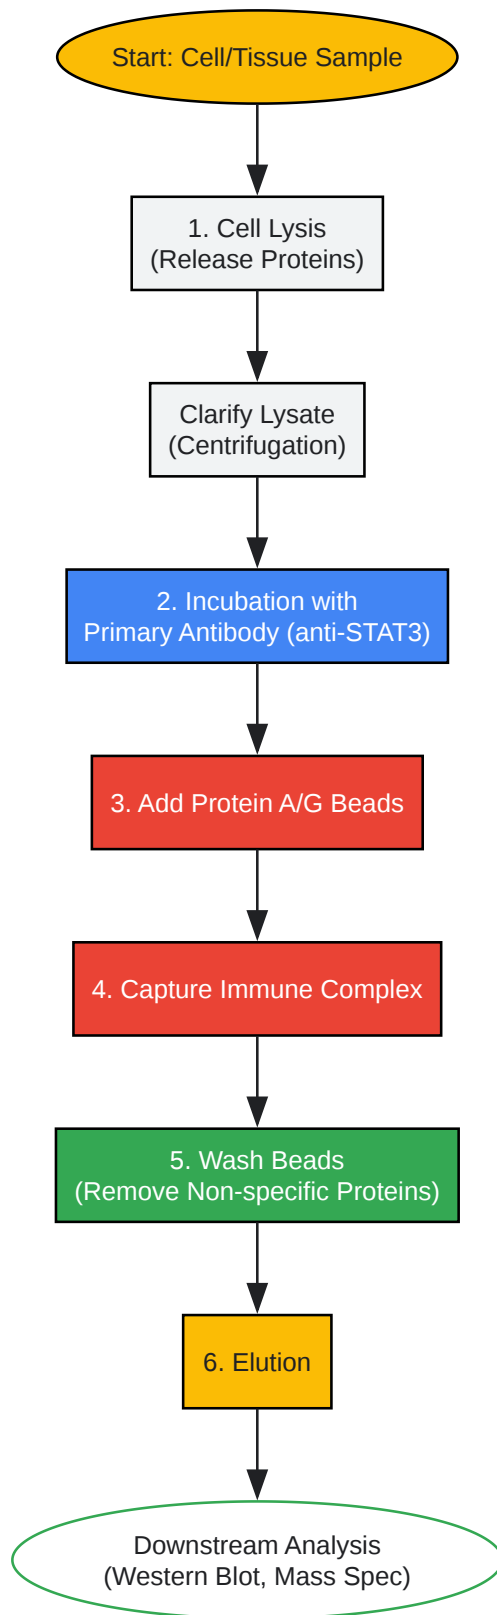 Start: Cell/Tissue Sample
1. Cell Lysis
(Release Proteins)
Clarify Lysate
(Centrifugation)
2. Incubation with
Primary Antibody (anti-STAT3)
3. Add Protein A/G Beads
4. Capture Immune Complex
5. Wash Beads
(Remove Non-specific Proteins)
6. Elution
Downstream Analysis
(Western Blot, Mass Spec)